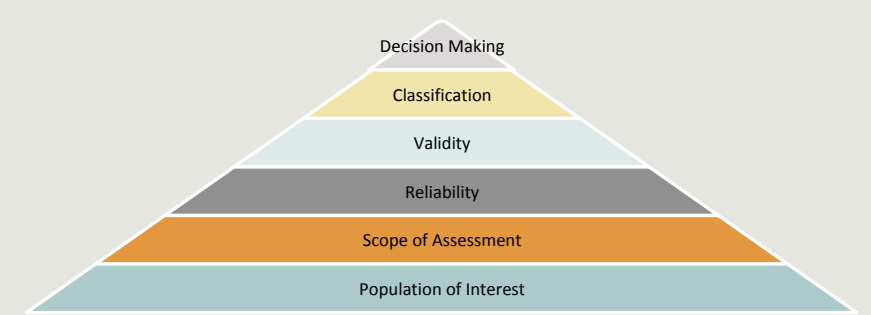 Decision Making
Classification
Validity
Reliability
Scope of Assessment
Population of Interest